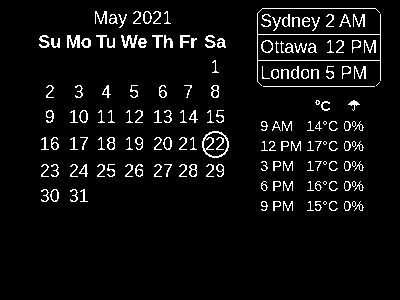 May 2021
Su Mo Tu We Th Fr Sa
1
2 3 4 5 6 7 8
9 10 11 12 13 14 15
16 17 18 19 20 21 22
23 24 25 26 27 28 29
30 31
Sydney 2 AM
Ottawa 12 PM
London 5 PM
°C ☂
9 AM 14°C 0%
12 PM 17°C 0%
3 PM 17°C 0%
6 PM 16°C 0%
9 PM 15°C 0%